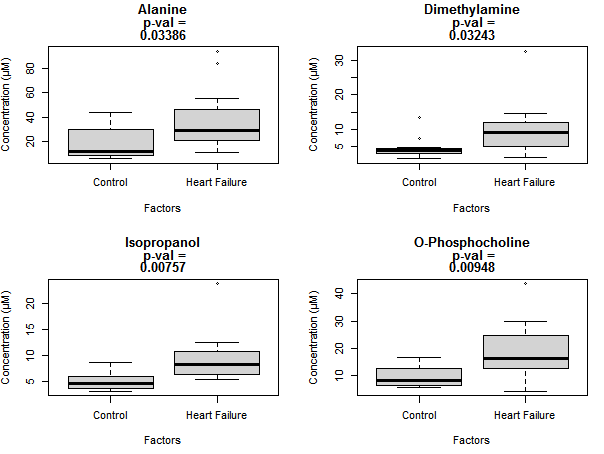 Alanine
p-val =
0.03386
Concentration (µM)
80
60
40
20
Control
Heart Failure
Factors
Dimethylamine
p-val =
0.03243
Concentration (µM)
30
20
10
5
Control
Heart Failure
Factors
Isopropanol
p-val =
0.00757
Concentration (µM)
20
15
10
5
Control
Heart Failure
Factors
O-Phosphocholine
p-val =
0.00948
Concentration (µM)
40
30
20
10
Control
Heart Failure
Factors